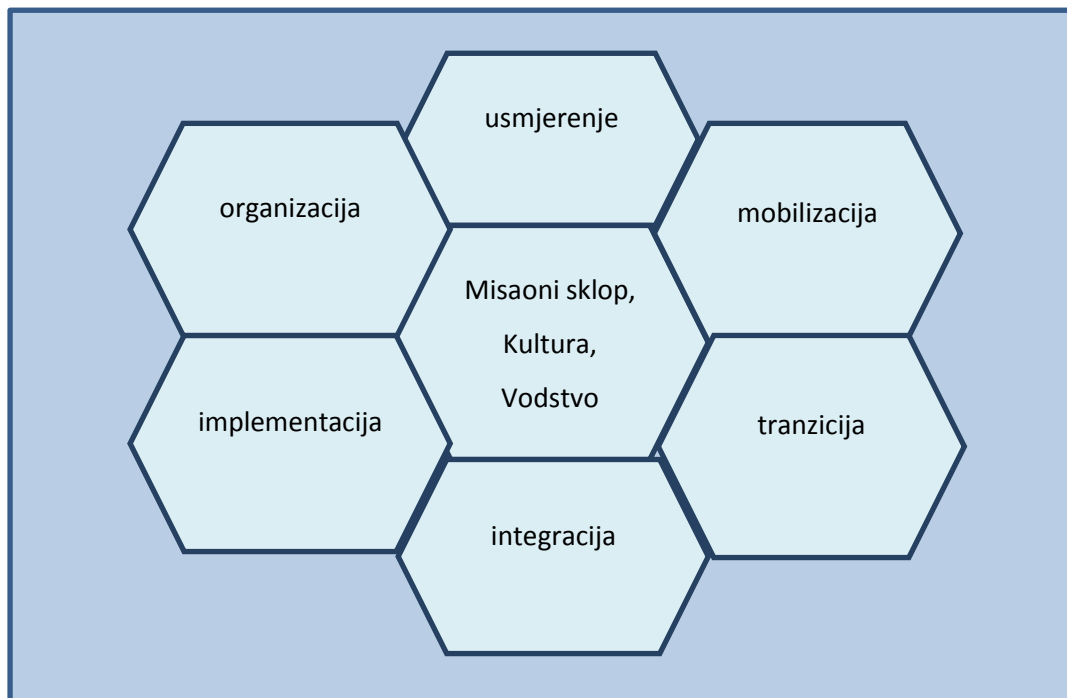 usmjerenje
organizacija
mobilizacija
Misaoni sklop,
Kultura,
Vodstvo
implementacija
tranzicija
integracija